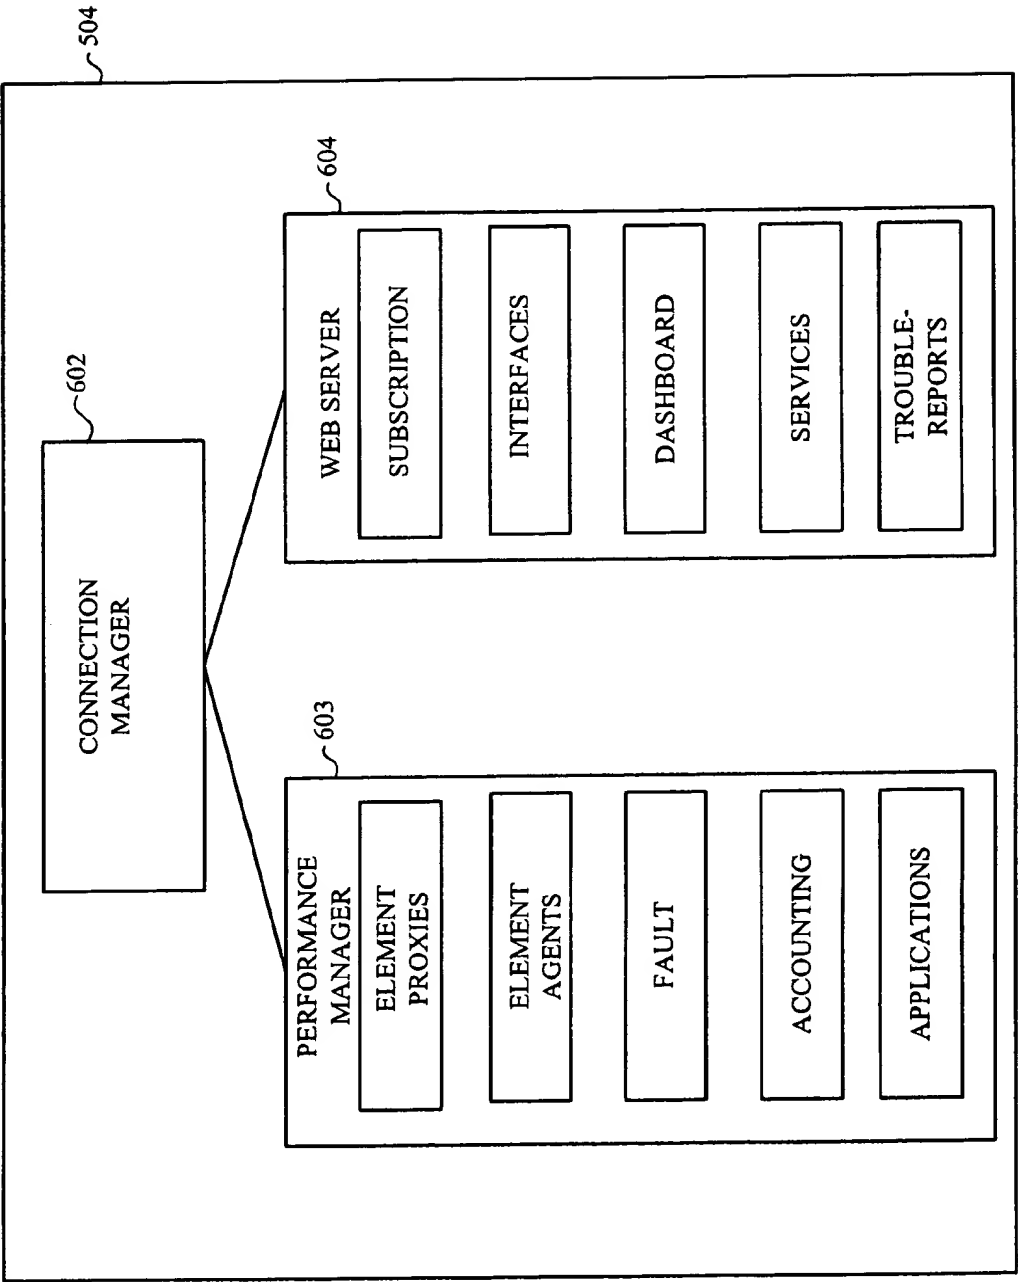 504
602
CONNECTION
MANAGER
603
PERFORMANCE
MANAGER
ELEMENT
PROXIES
ELEMENT
AGENTS
FAULT
ACCOUNTING
APPLICATIONS
604
WEB SERVER
SUBSCRIPTION
INTERFACES
DASHBOARD
SERVICES
TROUBLE-
REPORTS